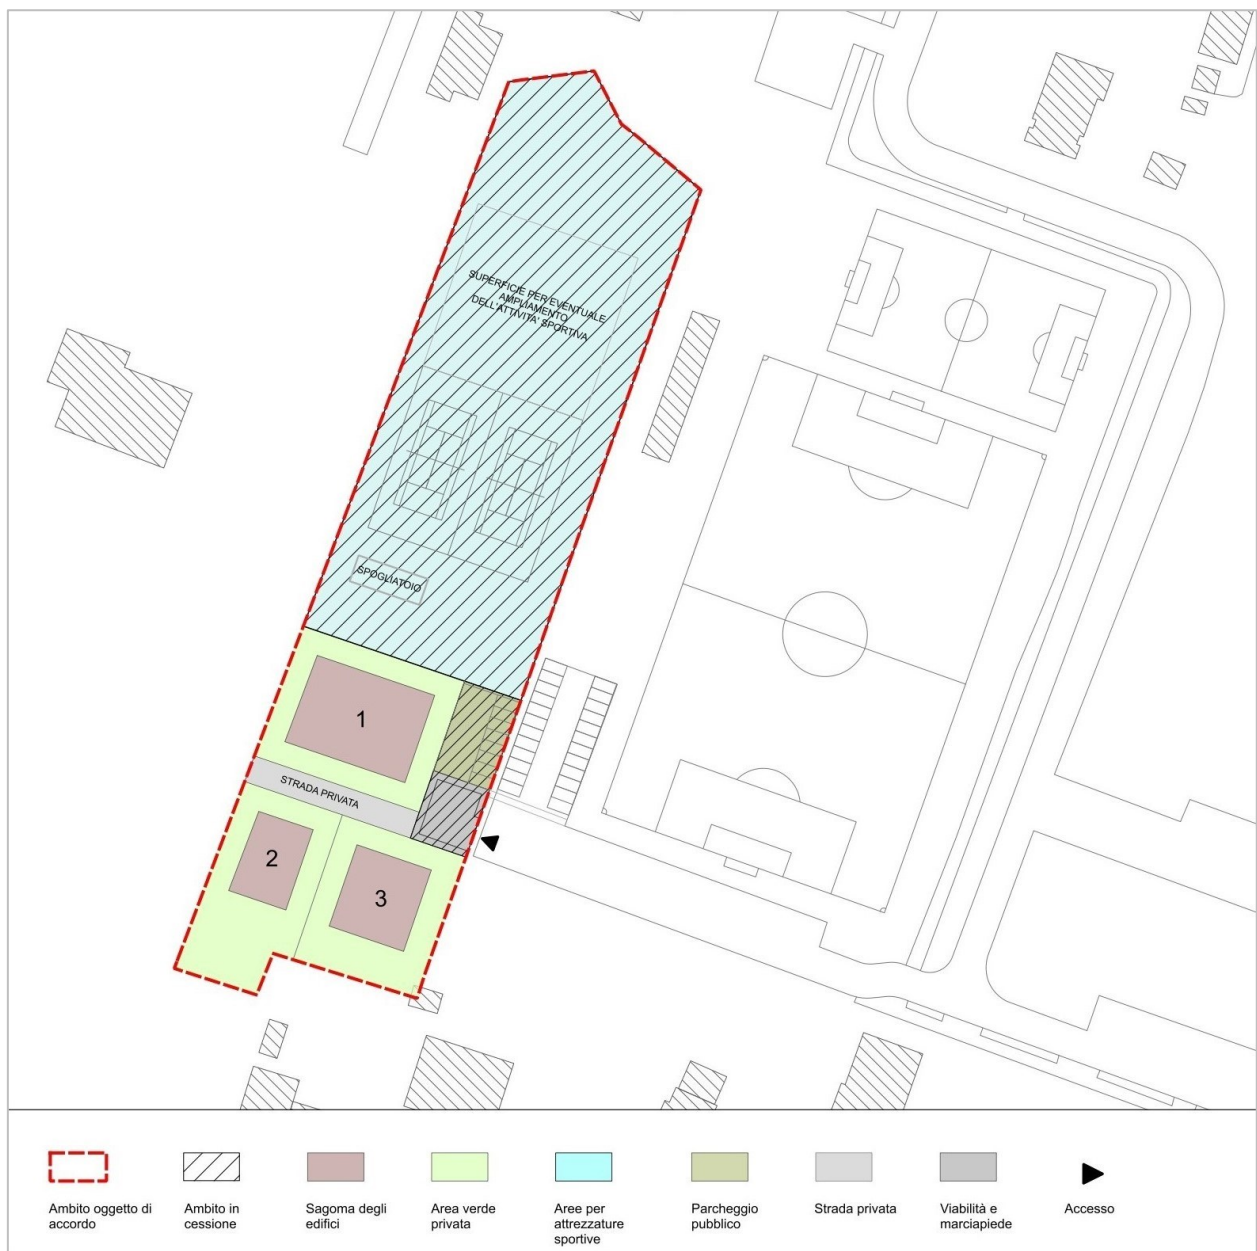 SUPERFICIE PER EVENTUALE
AMPLIAMENTO
DELL'ATTIVITA' SPORTIVA
SPOGLIATOIO
1
STRADA PRIVATA
2
3
Ambito oggetto di
accordo
Ambito in
cessione
Sagoma degli
edifici
Area verde
privata
Aree per
attrezzature
sportive
Parcheggio
pubblico
Strada privata
Viabilità e
marciapiede
Accesso